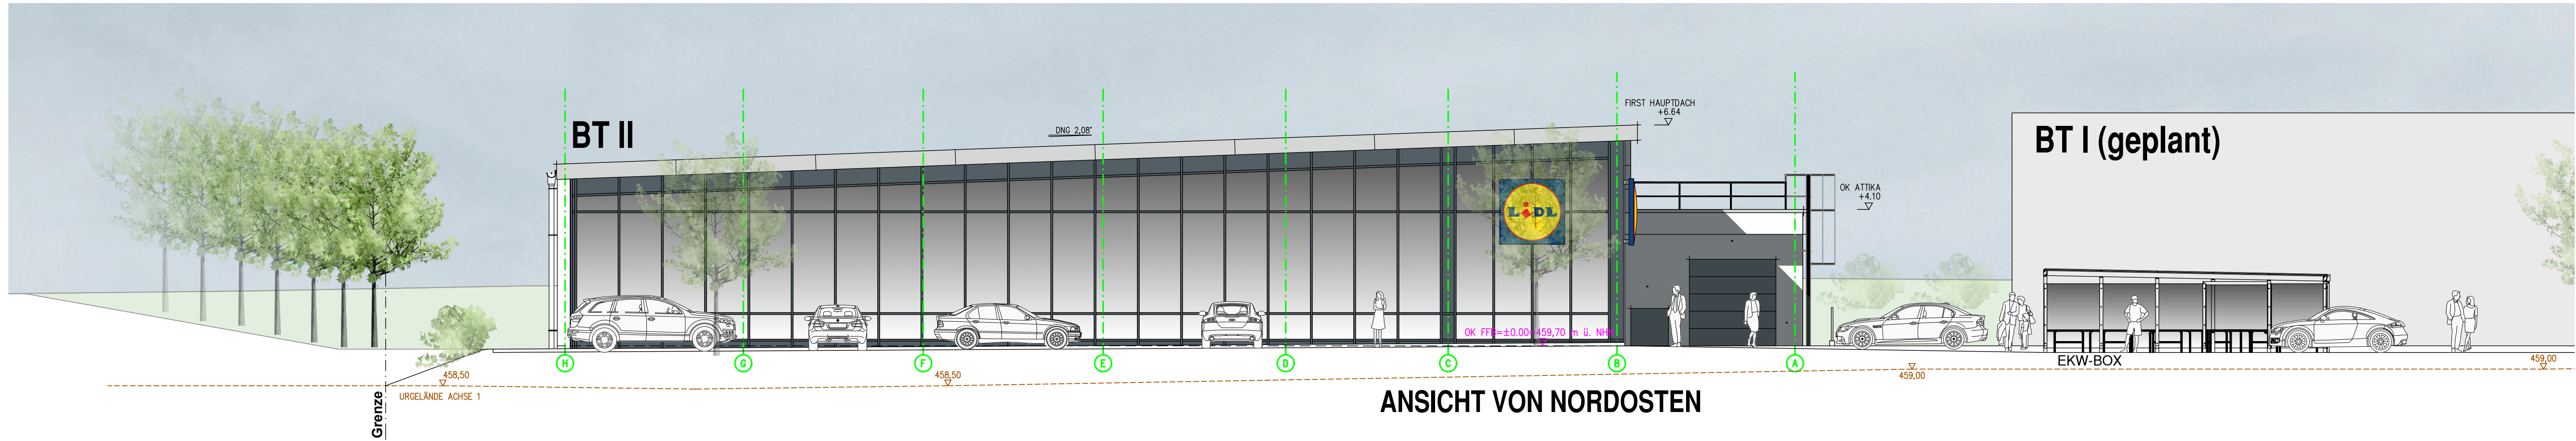 BT II
DNG 2,08°
FIRST HAUPTDACH
+6.64
BT I (geplant)
OK ATTIKA
+4.10
LIDL
OK FFB=±0.00=459,70 m ü. NHN
H
G
F
E
D
C
B
A
EKW-BOX
458,50
458,50
459,00
459,00
URGELÄNDE ACHSE 1
Grenze
ANSICHT VON NORDOSTEN